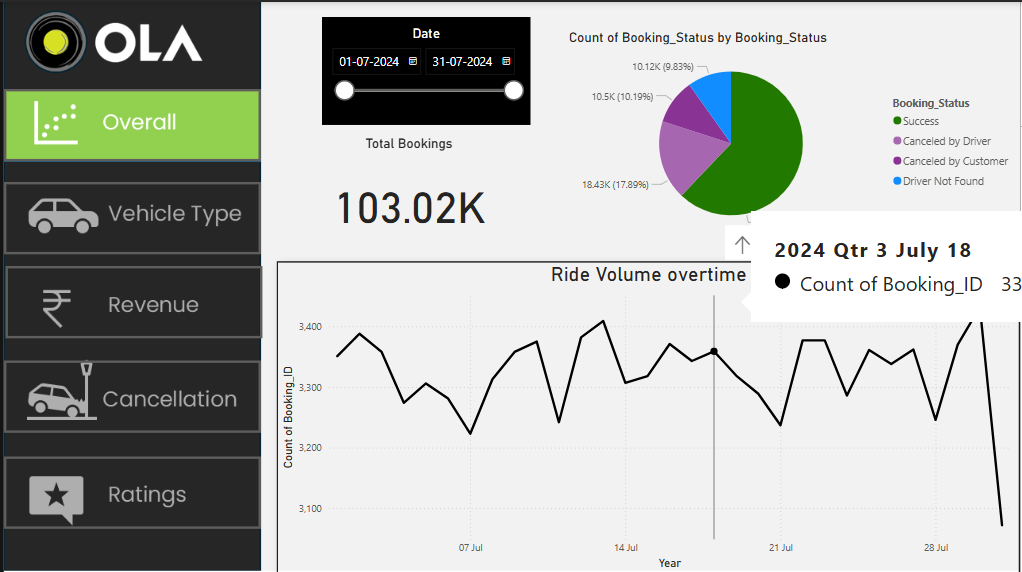 OLA
Overall
Vehicle Type
Revenue
Cancellation
Ratings
Date
01-07-2024
31-07-2024
Total Bookings
103.02K
Count of Booking_Status by Booking_Status
10.12K (9.83%)
10.5K (10.19%)
18.43K (17.89%)
Booking_Status
Success
Canceled by Driver
Canceled by Customer
Driver Not Found
2024 Qtr 3 July 18
Count of Booking_ID 33
Ride Volume overtime
Count of Booking_ID
3,400
3,300
3,200
3,100
07 Jul
14 Jul
21 Jul
28 Jul
Year